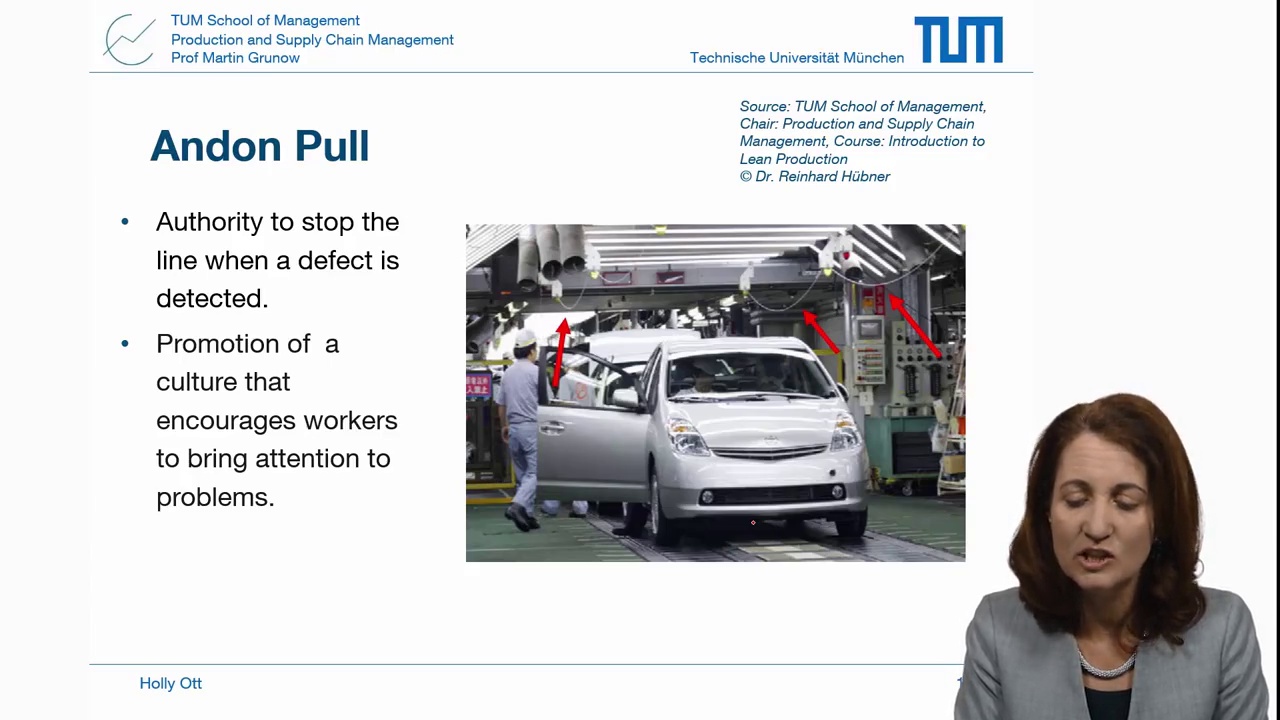 TUM School of Management
Production and Supply Chain Management
Prof Martin Grunow
Technische Universität München
TUM
Source: TUM School of Management,
Chair: Production and Supply Chain
Management, Course: Introduction to
Lean Production
© Dr. Reinhard Hübner
Andon Pull
• Authority to stop the
line when a defect is
detected.
• Promotion of a
culture that
encourages workers
to bring attention to
problems.
Holly Ott